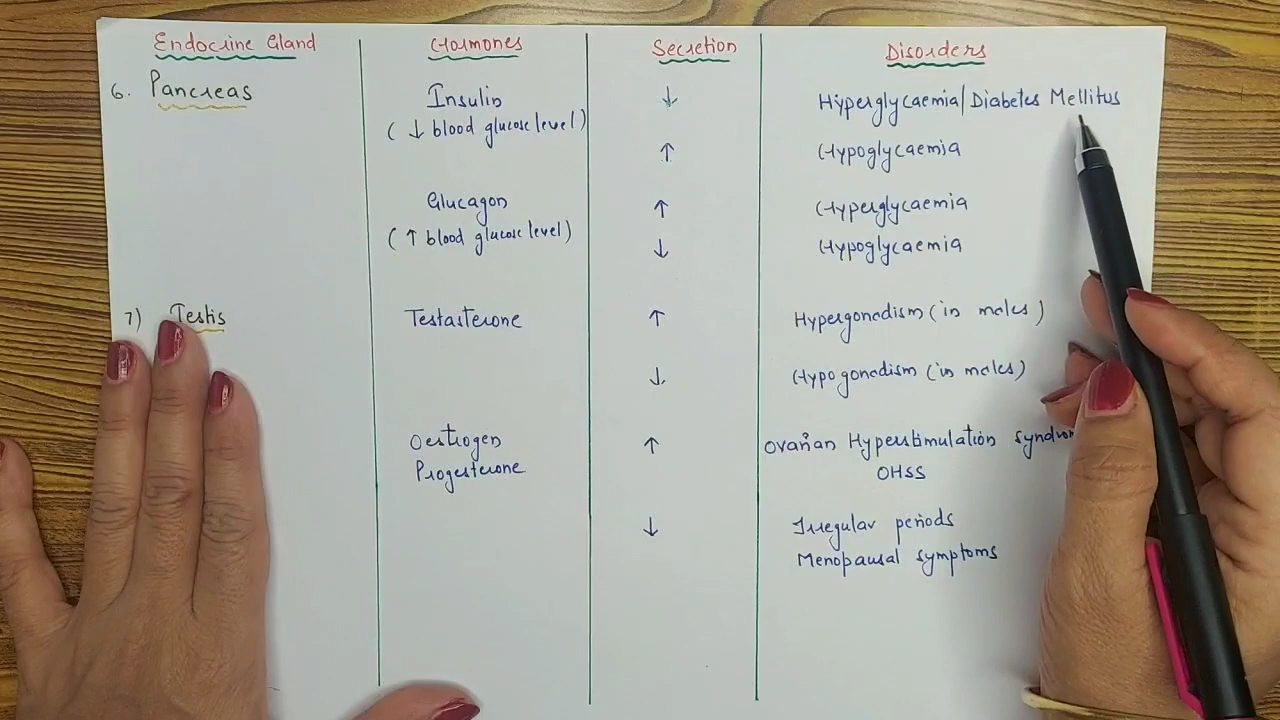 Endocrine Gland Hormones Secretion Disorders
6. Pancreas Insulin ↓ Hyperglycaemia/Diabetes Mellitus
(↓ blood glucose level)
↑ Hypoglycaemia
Glucagon ↑ Hyperglycaemia
(↑ blood glucose level) ↓ Hypoglycaemia
7) Testis Testasterone ↑ Hypergonadism (in males)
↓ Hypogonadism (in males)
Oestrogen ↑ Ovarian Hyperstimulation
Progesterone OHSS
↓ Irregular periods
Menopausal symptoms